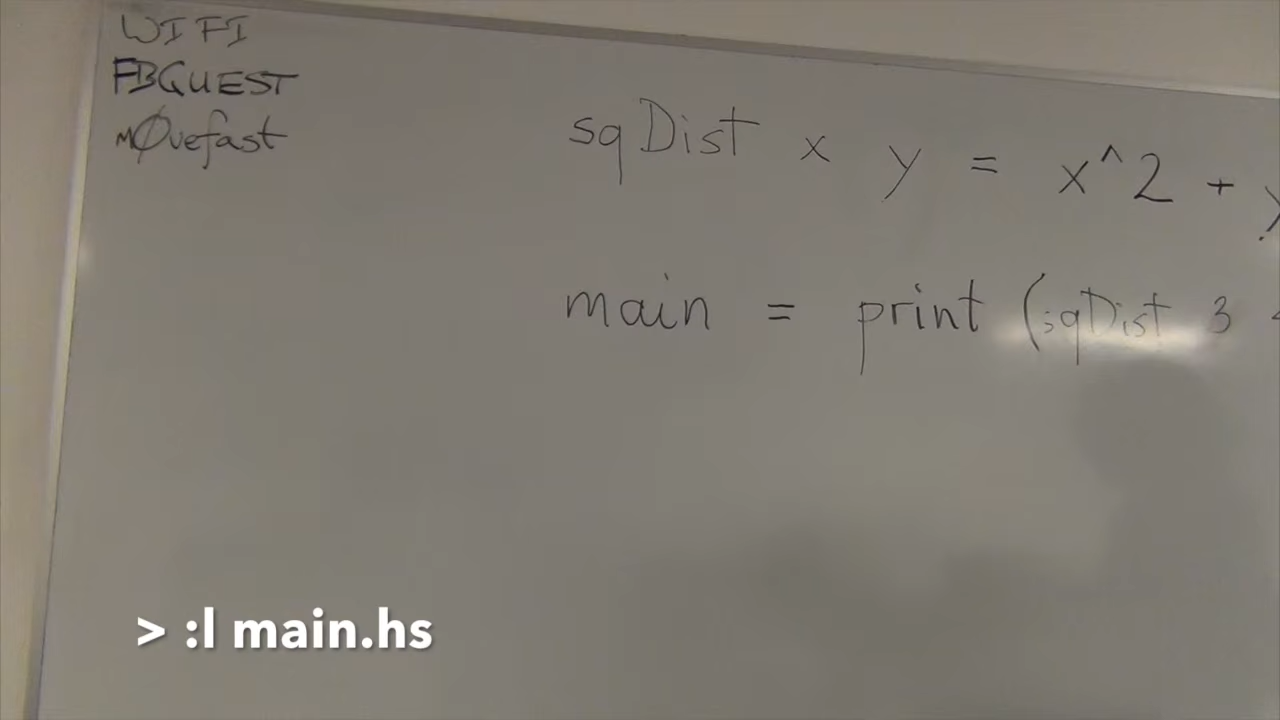 WIFI
FBGUEST
mØvefast
sqDist x y = x^2 +
main = print (sqDist 3
> :l main.hs